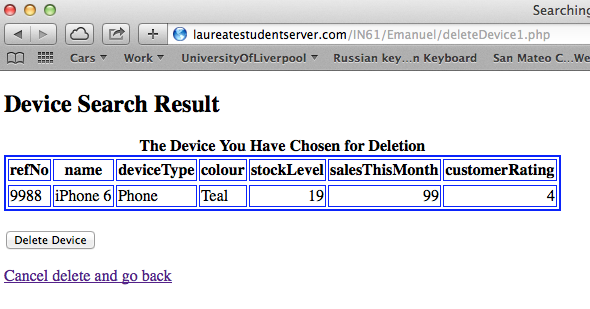 Searching
laureatestudentserver.com/IN61/Emanuel/deleteDevice1.php
Cars Work UniversityOfLiverpool Russian key...n Keyboard San Mateo C...We
Device Search Result
The Device You Have Chosen for Deletion
refNo name deviceType colour stockLevel salesThisMonth customerRating
9988 iPhone 6 Phone Teal 19 99 4
Delete Device
Cancel delete and go back